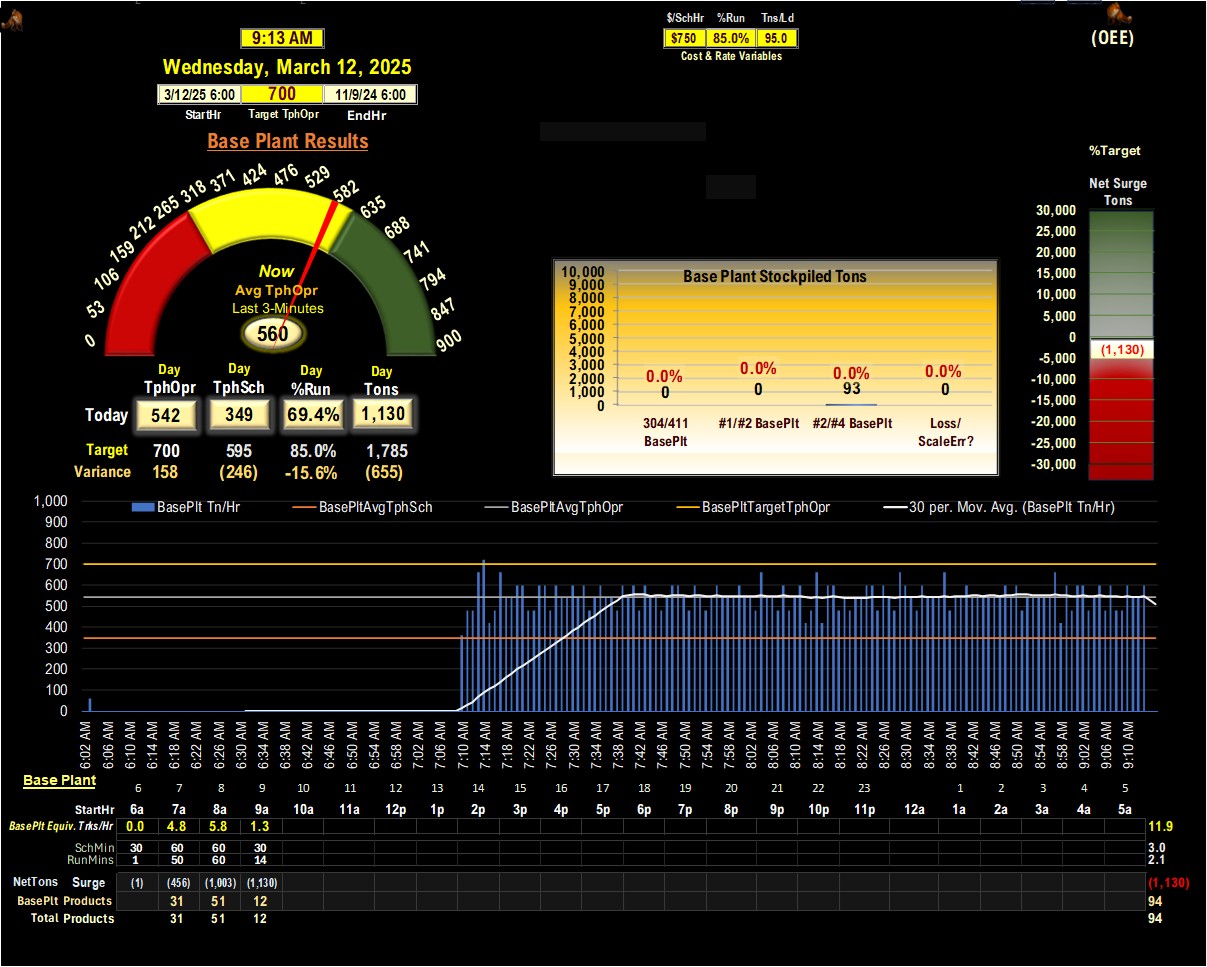 $/SchHr %Run Tns/Ld
9:13 AM
$750 85.0% 95.0
(OEE)
Cost & Rate Variables
Wednesday, March 12, 2025
3/12/25 6:00 700 11/9/24 6:00
StartHr Target TphOpr EndHr
Base Plant Results
%Target
Net Surge
Tons
0 53 106 159 212 265 318 371 424 476 529 582 635 688 741 794 847 900
Now
Avg TphOpr
Last 3-Minutes
560
30,000
25,000
20,000
15,000
10,000
5,000
0
(1,130)
-5,000
-10,000
-15,000
-20,000
-25,000
-30,000
Base Plant Stockpiled Tons
10,000
9,000
8,000
7,000
6,000
5,000
4,000
3,000
2,000
1,000
0
0.0% 0.0% 0.0% 0.0%
0 0 93 0
304/411 #1/#2 BasePlt #2/#4 BasePlt Loss/
BasePlt ScaleErr?
Day Day Day Day
TphOpr TphSch %Run Tons
Today 542 349 69.4% 1,130
Target 700 595 85.0% 1,785
Variance 158 (246) -15.6% (655)
BasePlt Tn/Hr BasePltAvgTphSch BasePltAvgTphOpr BasePltTargetTphOpr 30 per. Mov. Avg. (BasePlt Tn/Hr)
1,000
900
800
700
600
500
400
300
200
100
0
6:02 AM 6:06 AM 6:10 AM 6:14 AM 6:18 AM 6:22 AM 6:26 AM 6:30 AM 6:34 AM 6:38 AM 6:42 AM 6:46 AM 6:50 AM 6:54 AM 6:58 AM 7:02 AM 7:06 AM 7:10 AM 7:14 AM 7:18 AM 7:22 AM 7:26 AM 7:30 AM 7:34 AM 7:38 AM 7:42 AM 7:46 AM 7:50 AM 7:54 AM 7:58 AM 8:02 AM 8:06 AM 8:10 AM 8:14 AM 8:18 AM 8:22 AM 8:26 AM 8:30 AM 8:34 AM 8:38 AM 8:42 AM 8:46 AM 8:50 AM 8:54 AM 8:58 AM 9:02 AM 9:06 AM 9:10 AM
Base Plant
6 7 8 9 10 11 12 13 14 15 16 17 18 19 20 21 22 23 1 2 3 4 5
StartHr 6a 7a 8a 9a 10a 11a 12p 1p 2p 3p 4p 5p 6p 7p 8p 9p 10p 11p 12a 1a 2a 3a 4a 5a
BasePlt Equiv. Trks/Hr 0.0 4.8 5.8 1.3 11.9
SchMin 30 60 60 30 3.0
RunMins 1 50 60 14 2.1
NetTons Surge (1) (456) (1,003) (1,130) (1,130)
BasePlt Products 31 51 12 94
Total Products 31 51 12 94